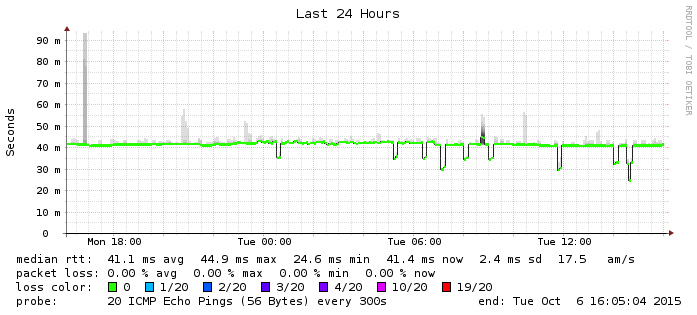 Last 24 Hours
RRDTOOL / TOBI OETIKER
Seconds
90 m
80 m
70 m
60 m
50 m
40 m
30 m
20 m
10 m
0
Mon 18:00 Tue 00:00 Tue 06:00 Tue 12:00
median rtt: 41.1 ms avg 44.9 ms max 24.6 ms min 41.4 ms now 2.4 ms sd 17.5 am/s
packet loss: 0.00 % avg 0.00 % max 0.00 % min 0.00 % now
loss color: 0 1/20 2/20 3/20 4/20 10/20 19/20
probe: 20 ICMP Echo Pings (56 Bytes) every 300s end: Tue Oct 6 16:05:04 2015